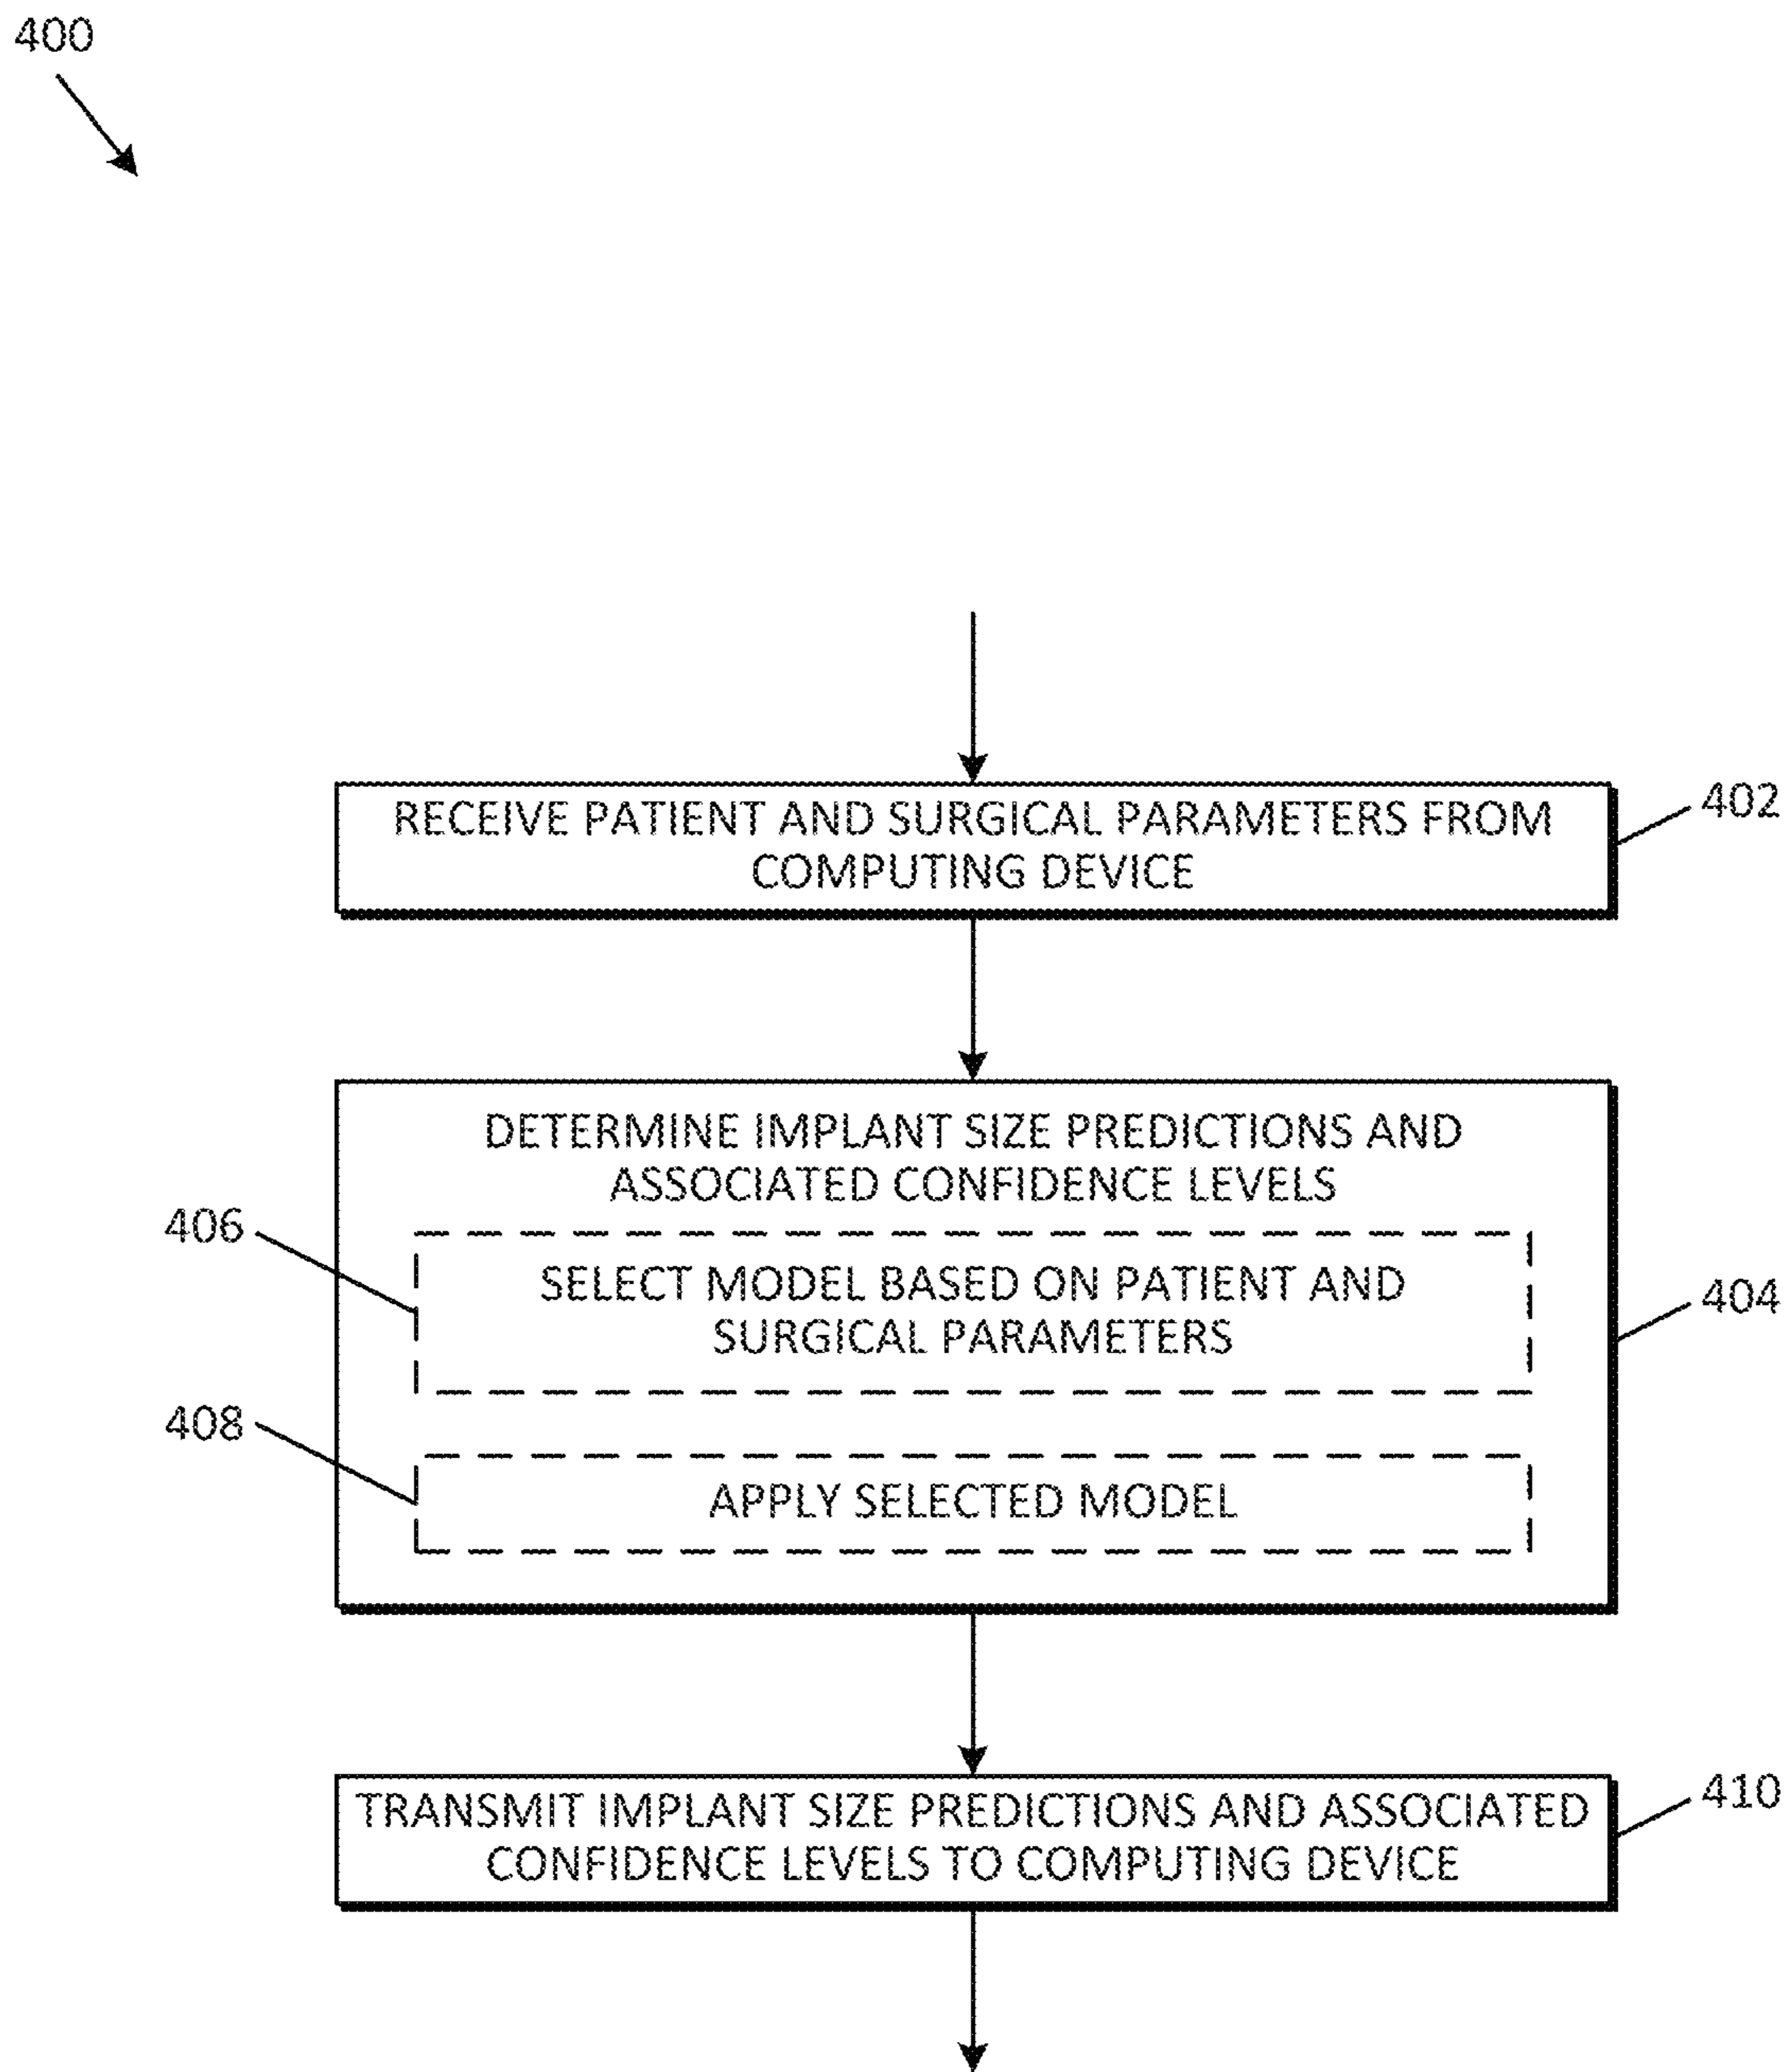 400
RECEIVE PATIENT AND SURGICAL PARAMETERS FROM
COMPUTING DEVICE
402
DETERMINE IMPLANT SIZE PREDICTIONS AND
ASSOCIATED CONFIDENCE LEVELS
406
SELECT MODEL BASED ON PATIENT AND
SURGICAL PARAMETERS
404
408
APPLY SELECTED MODEL
TRANSMIT IMPLANT SIZE PREDICTIONS AND ASSOCIATED
CONFIDENCE LEVELS TO COMPUTING DEVICE
410